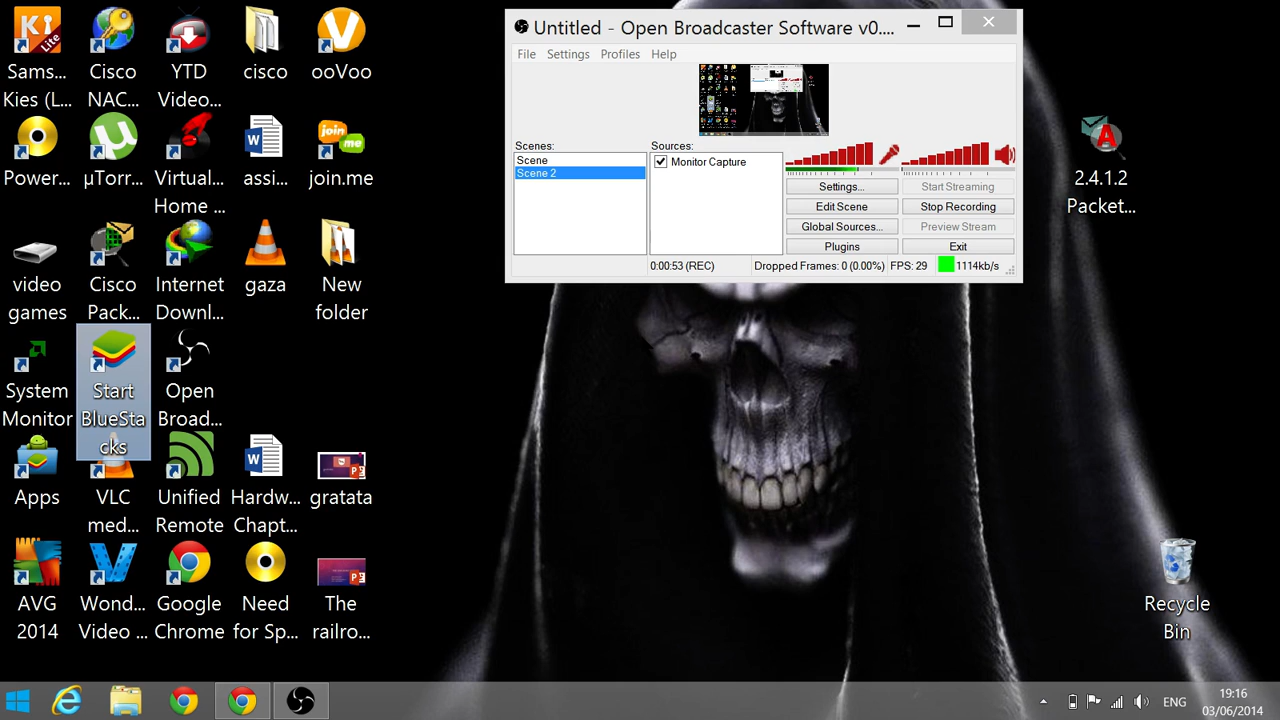 Sams...
Kies (L...
Cisco
NAC...
YTD
Video...
cisco
ooVoo
Power...
µTorr...
Virtual...
Home ...
assi...
join.me
video
games
Cisco
Pack...
Internet
Downl...
gaza
New
folder
System
Monitor
Start
BlueSta
cks
Open
Broad...
Apps
VLC
med...
Unified
Remote
Hardw...
Chapt...
gratata
AVG
2014
Wond...
Video ...
Google
Chrome
Need
for Sp...
The
railro...
Untitled - Open Broadcaster Software v0....
File Settings Profiles Help
Scenes:
Scene
Scene 2
Sources:
Monitor Capture
Settings... Start Streaming
Edit Scene Stop Recording
Global Sources... Preview Stream
Plugins Exit
0:00:53 (REC) Dropped Frames: 0 (0.00%) FPS: 29 1114kb/s
2.4.1.2
Packet...
Recycle
Bin
ENG
19:16
03/06/2014